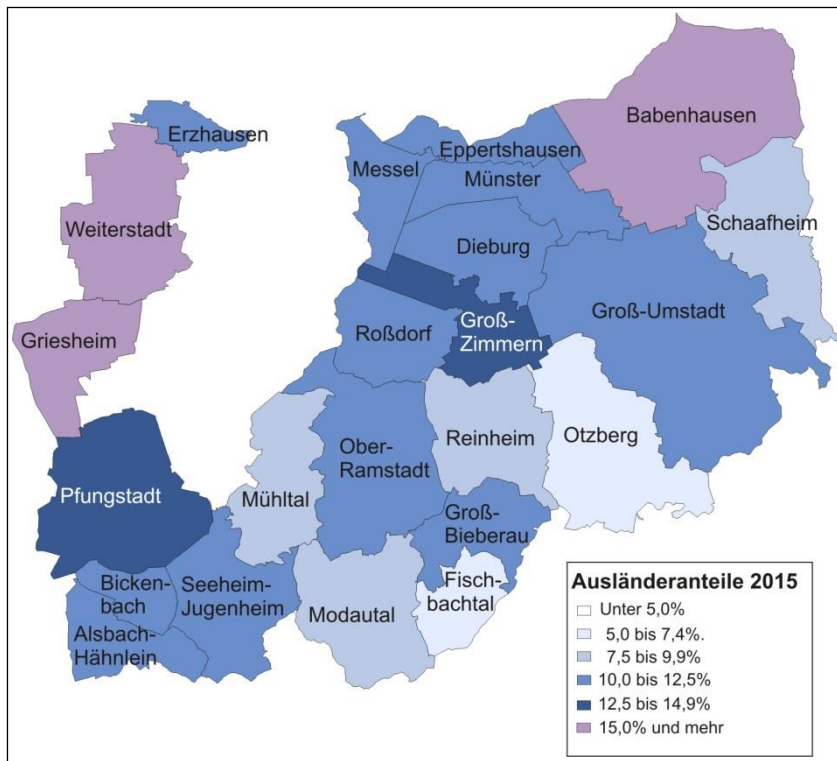 Babenhausen
Erzhausen
Eppertshausen
Messel
Münster
Weiterstadt
Schaafheim
Dieburg
Groß-Umstadt
Griesheim
Roßdorf
Groß-
Zimmern
Reinheim
Otzberg
Ober-
Ramstadt
Pfungstadt
Mühltal
Groß-
Bieberau
Bicken-
bach
Seeheim-
Jugenheim
Fisch-
bachtal
Modautal
Alsbach-
Hähnlein
Ausländeranteile 2015
Unter 5,0%
5,0 bis 7,4%.
7,5 bis 9,9%
10,0 bis 12,5%
12,5 bis 14,9%
15,0% und mehr